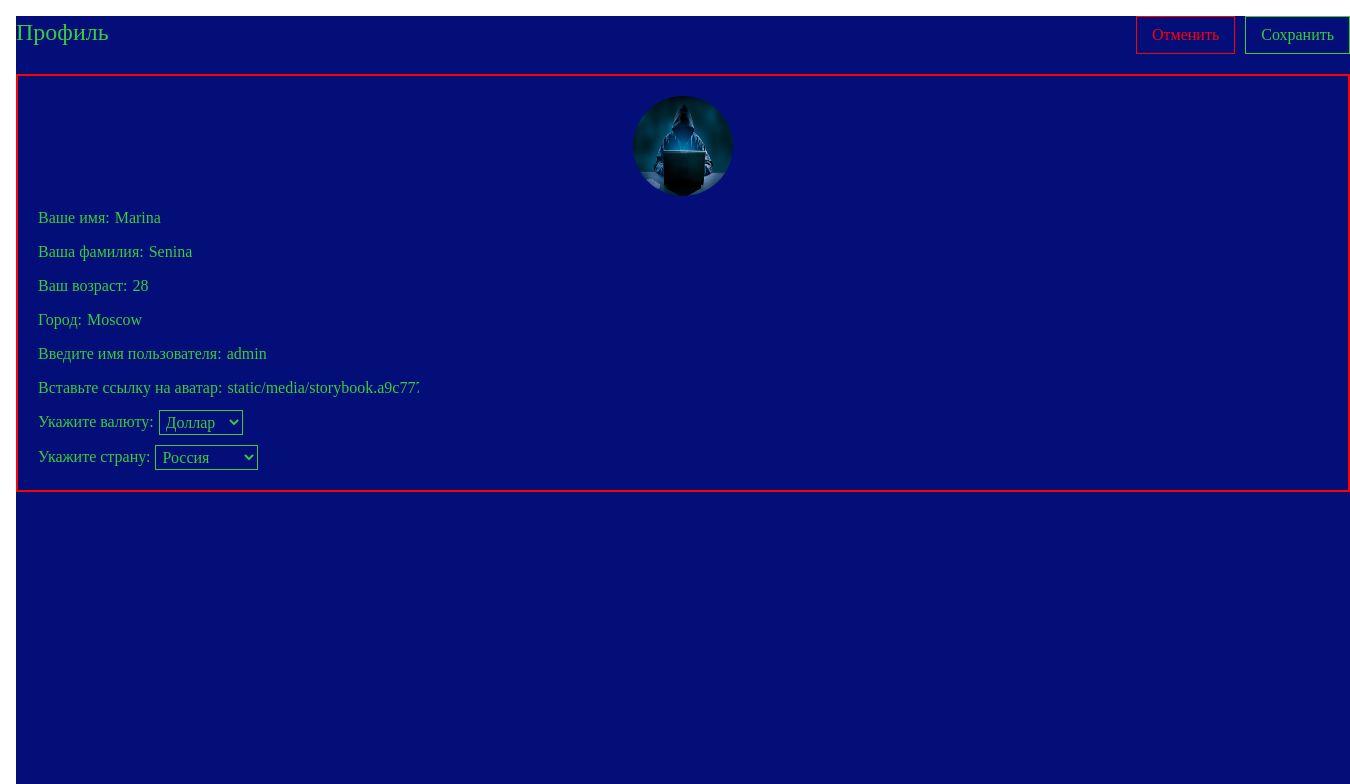 Профиль
Отменить
Сохранить
Ваше имя: Marina
Ваша фамилия: Senina
Ваш возраст: 28
Город: Moscow
Введите имя пользователя: admin
Вставьте ссылку на аватар: static/media/storybook.a9c777
Укажите валюту: Доллар
Укажите страну: Россия